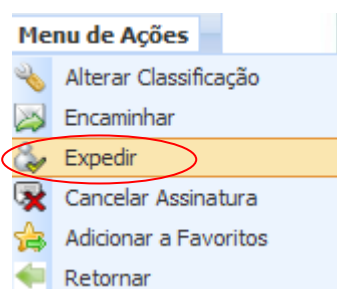 Menu de Ações
Alterar Classificação
Encaminhar
Expedir
Cancelar Assinatura
Adicionar a Favoritos
Retornar